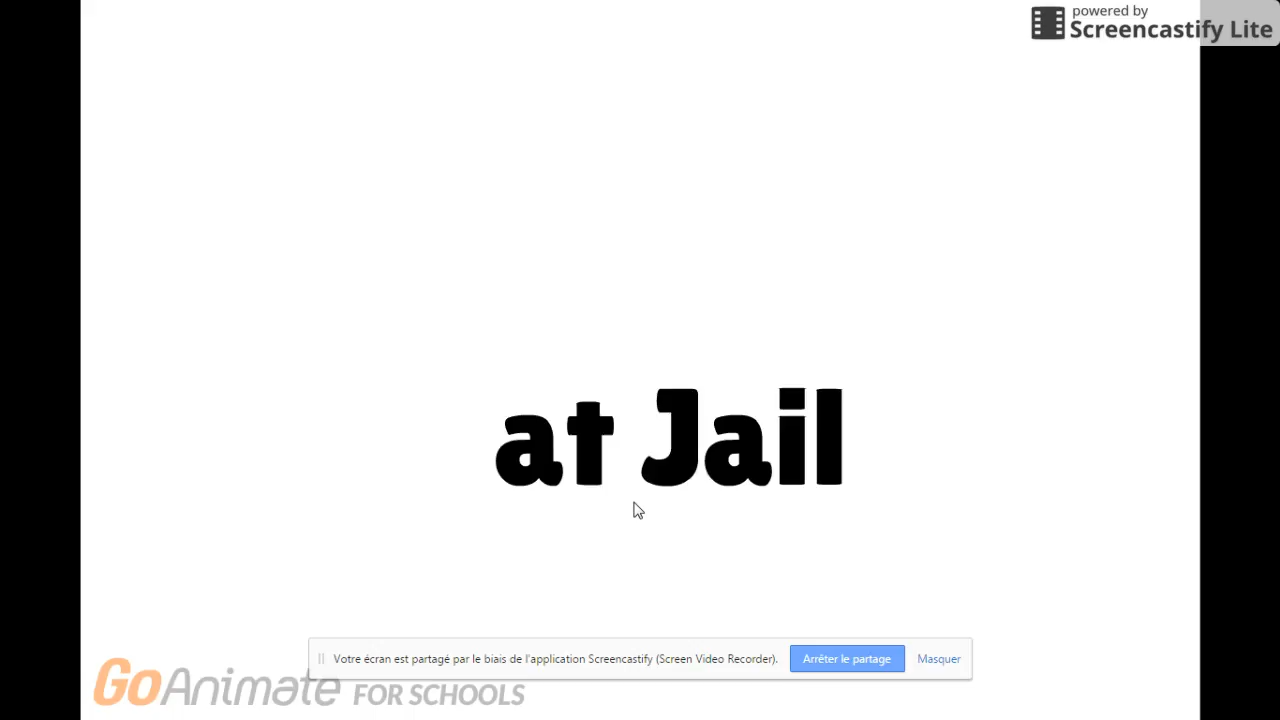 powered by
Screencastify Lite
at Jail
Votre écran est partagé par le biais de l'application Screencastify (Screen Video Recorder).
Arrêter le partage
Masquer
GoAnimate FOR SCHOOLS